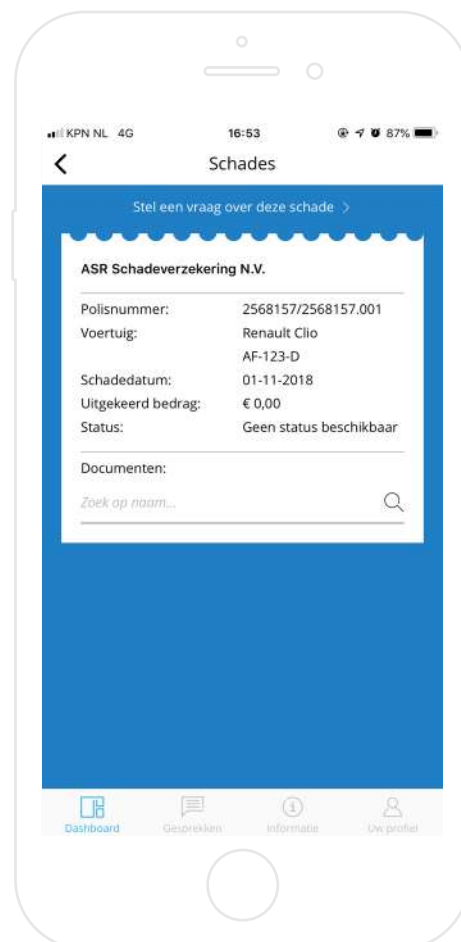 KPN NL 4G 16:53 87%
Schades
Stel een vraag over deze schade >
ASR Schadeverzekering N.V.
Polisnummer: 2568157/2568157.001
Voertuig: Renault Clio
AF-123-D
Schadedatum: 01-11-2018
Uitgekeerd bedrag: € 0,00
Status: Geen status beschikbaar
Documenten:
Zoek op naam...
Dashboard Gesprekken Informatie Uw profiel